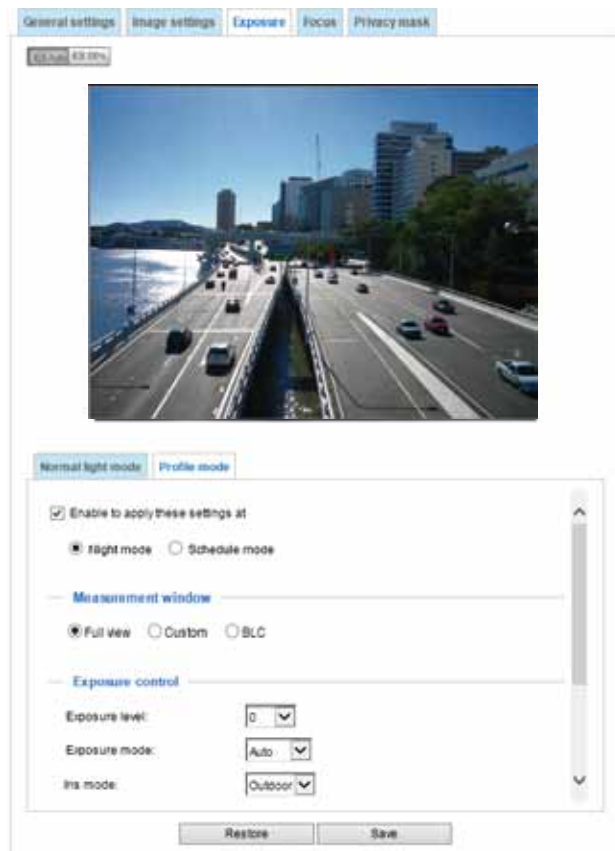 General settings Image settings Exposure Focus Privacy mask
Normal light mode Profile mode
Enable to apply these settings at
Night mode Schedule mode
Measurement window
Full view Custom BLC
Exposure control
Exposure level: 0
Exposure mode: Auto
Iris mode: Outdoor
Restore Save